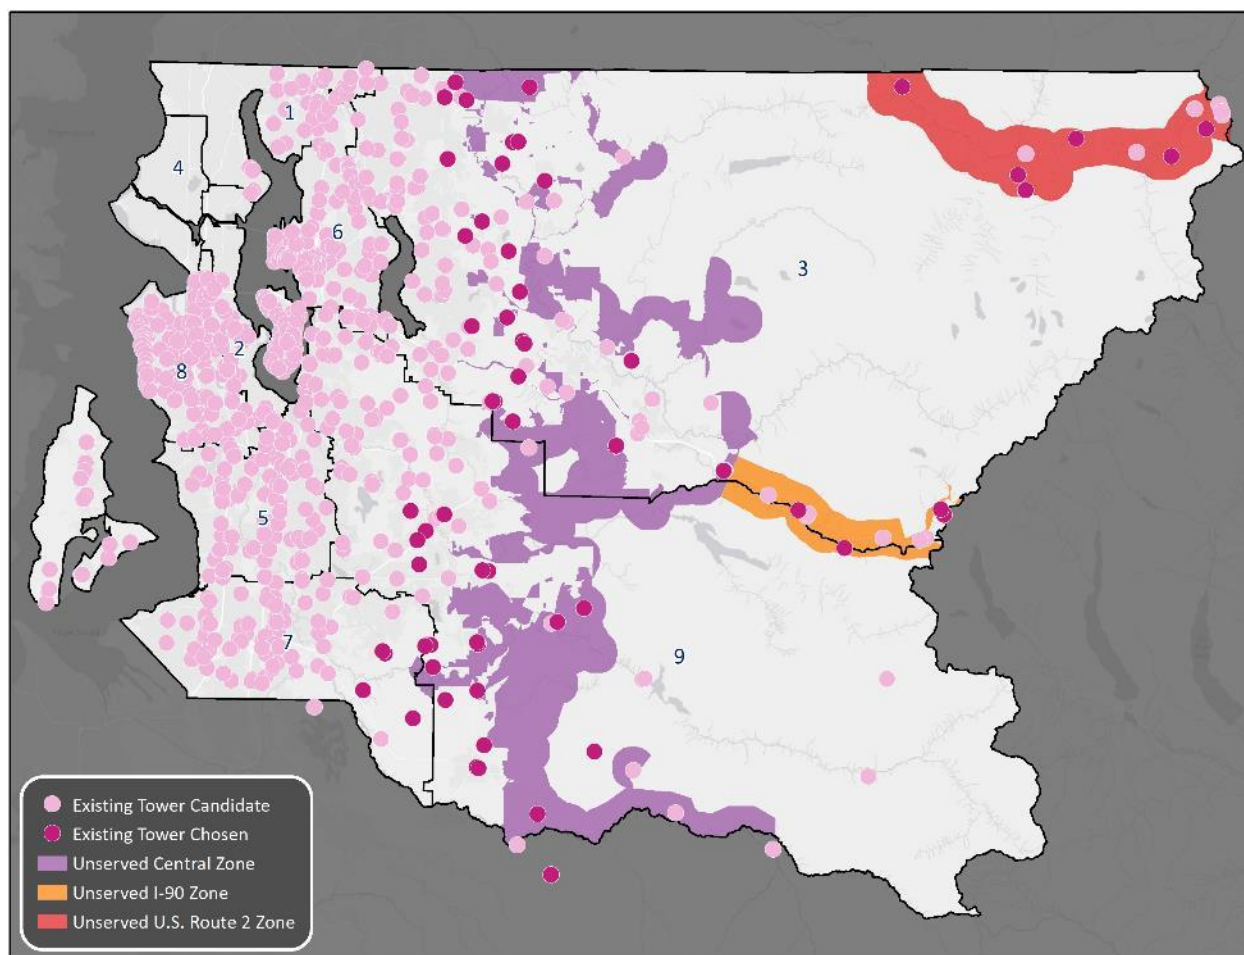 1
4
6
3
2
8
5
7
9
Existing Tower Candidate
Existing Tower Chosen
Unserved Central Zone
Unserved I-90 Zone
Unserved U.S. Route 2 Zone